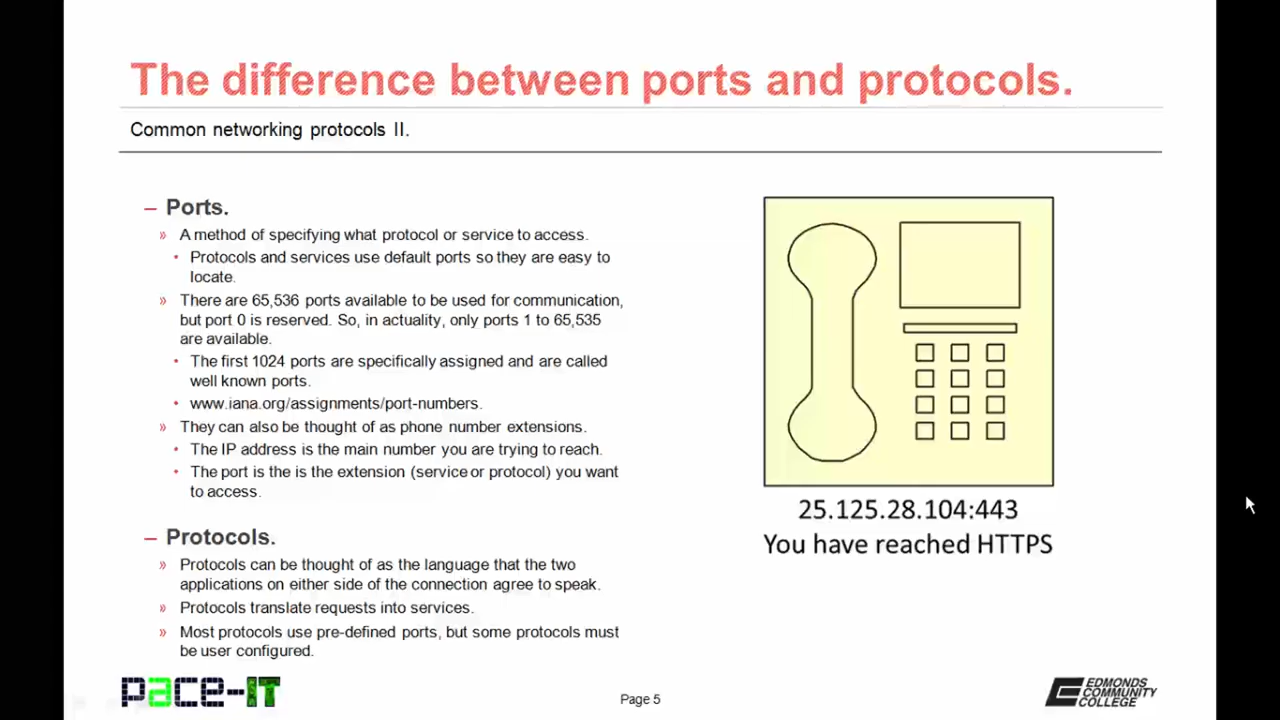 The difference between ports and protocols.
Common networking protocols II.
– Ports.
» A method of specifying what protocol or service to access.
• Protocols and services use default ports so they are easy to
locate.
» There are 65,536 ports available to be used for communication,
but port 0 is reserved. So, in actuality, only ports 1 to 65,535
are available.
• The first 1024 ports are specifically assigned and are called
well known ports.
• www.iana.org/assignments/port-numbers.
» They can also be thought of as phone number extensions.
• The IP address is the main number you are trying to reach.
• The port is the is the extension (service or protocol) you want
to access.
– Protocols.
» Protocols can be thought of as the language that the two
applications on either side of the connection agree to speak.
» Protocols translate requests into services.
» Most protocols use pre-defined ports, but some protocols must
be user configured.
25.125.28.104:443
You have reached HTTPS
pace-IT
Page 5
EDMONDS
COMMUNITY
COLLEGE